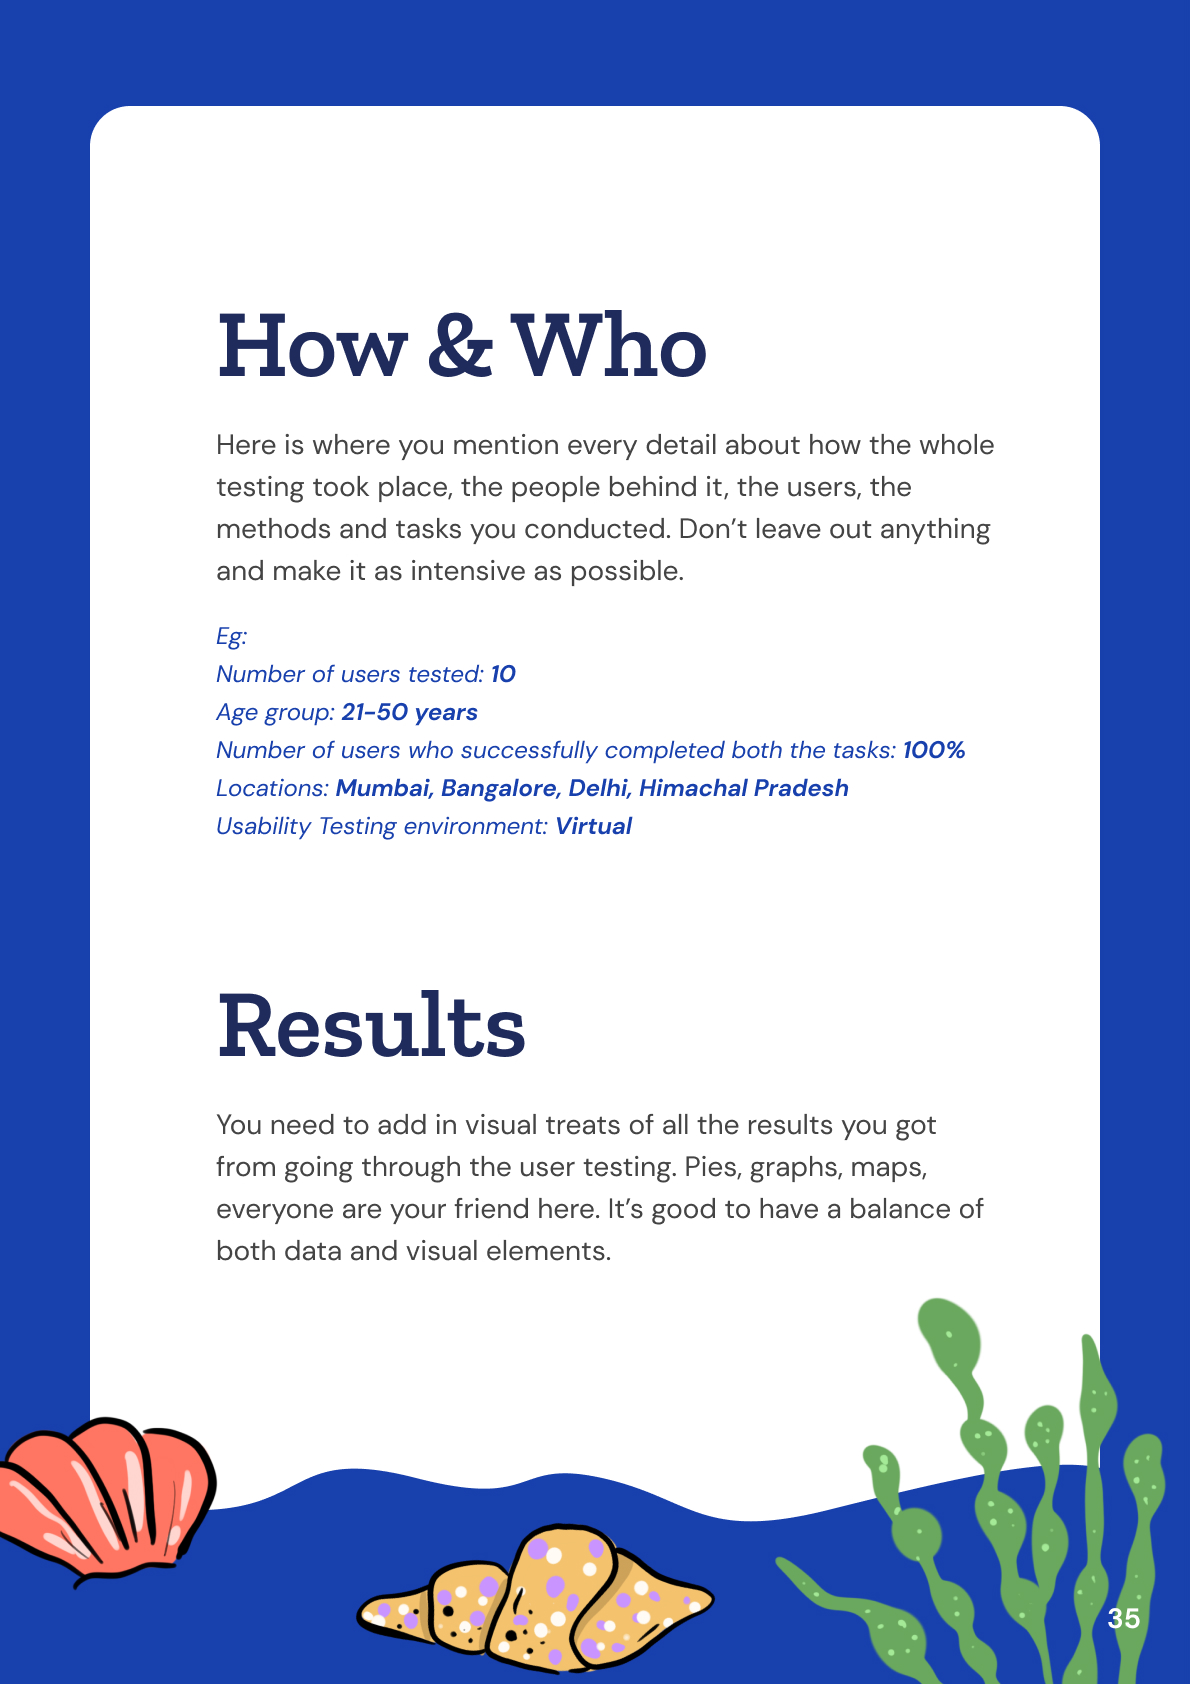 How & Who
Here is where you mention every detail about how the whole
testing took place, the people behind it, the users, the
methods and tasks you conducted. Don’t leave out anything
and make it as intensive as possible.
Eg:
Number of users tested: 10
Age group: 21-50 years
Number of users who successfully completed both the tasks: 100%
Locations: Mumbai, Bangalore, Delhi, Himachal Pradesh
Usability Testing environment: Virtual
Results
You need to add in visual treats of all the results you got
from going through the user testing. Pies, graphs, maps,
everyone are your friend here. It’s good to have a balance of
both data and visual elements.
35